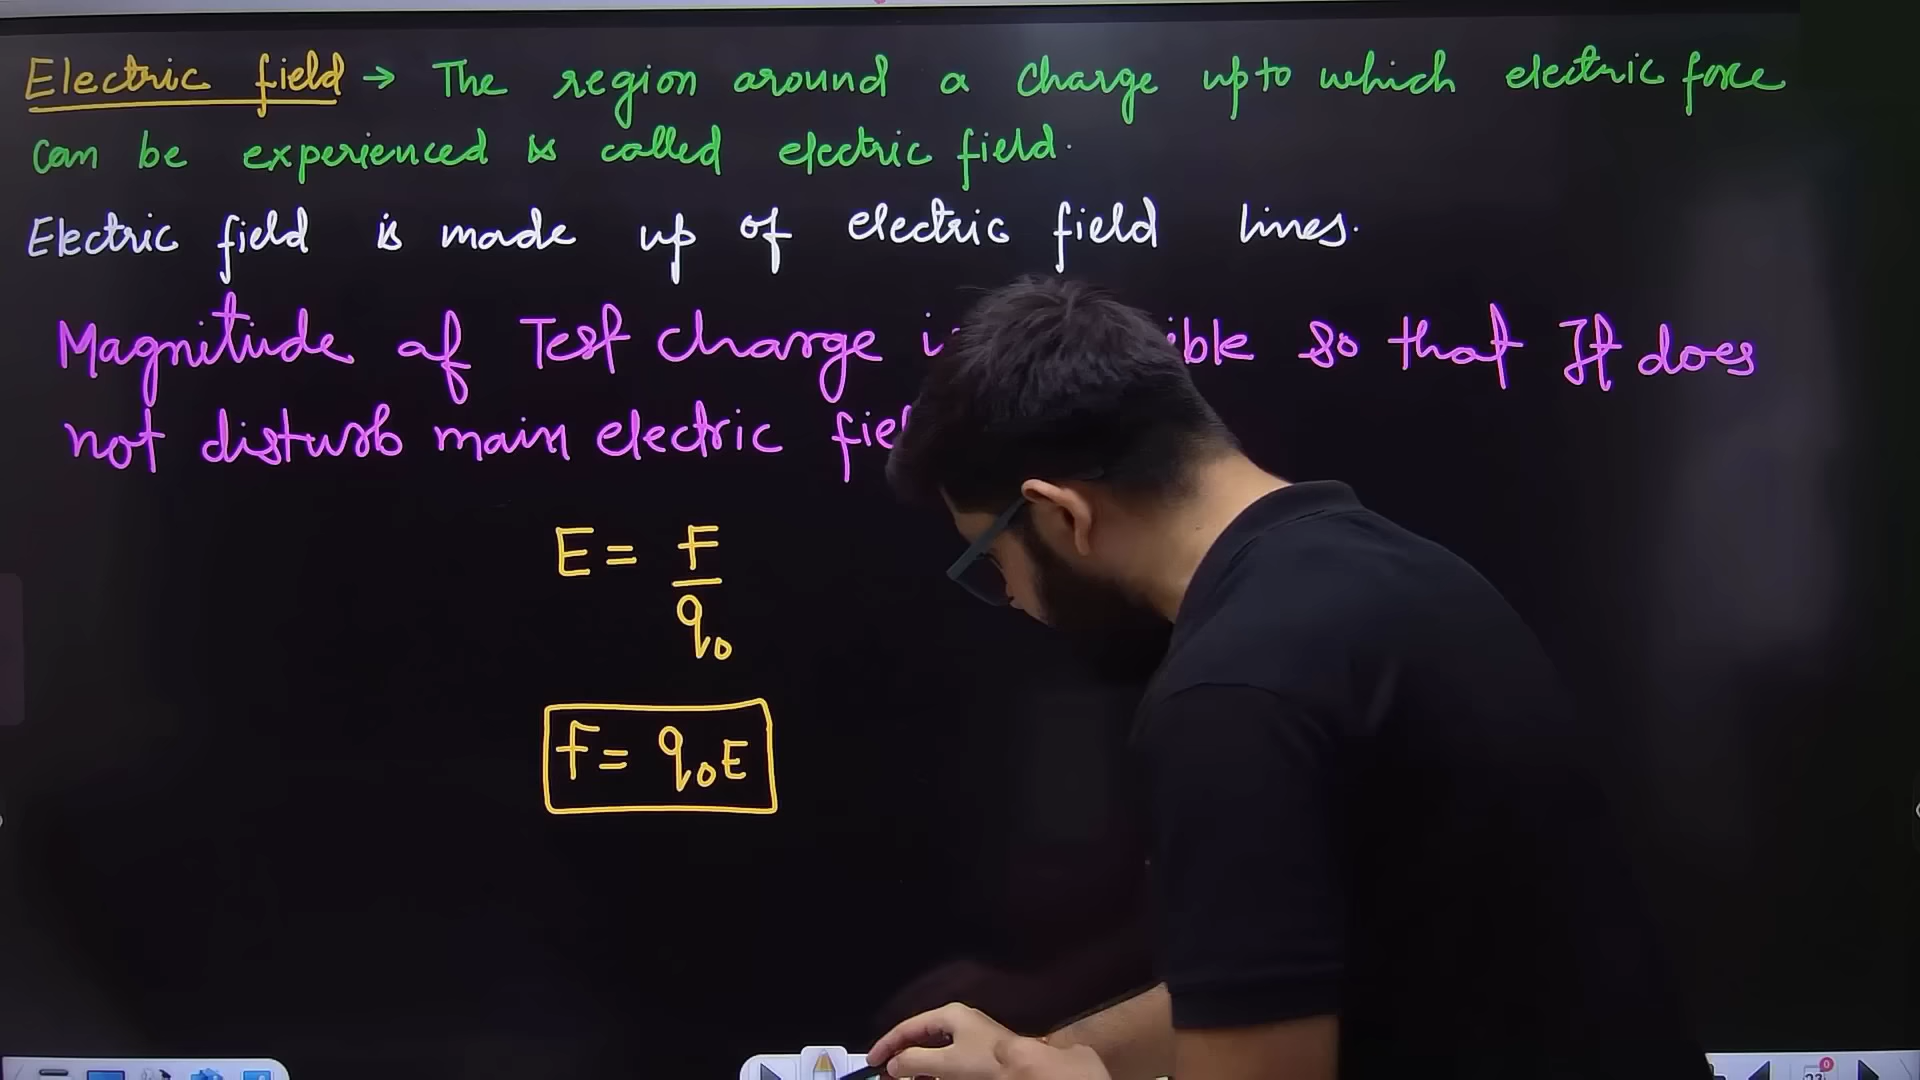 Electric field → The region around a charge upto which electric force
can be experienced is called electric field.
Electric field is made up of electric field lines.
Magnitude of Test charge so that It does
not disturb main electric
E = F/q₀
F = q₀E